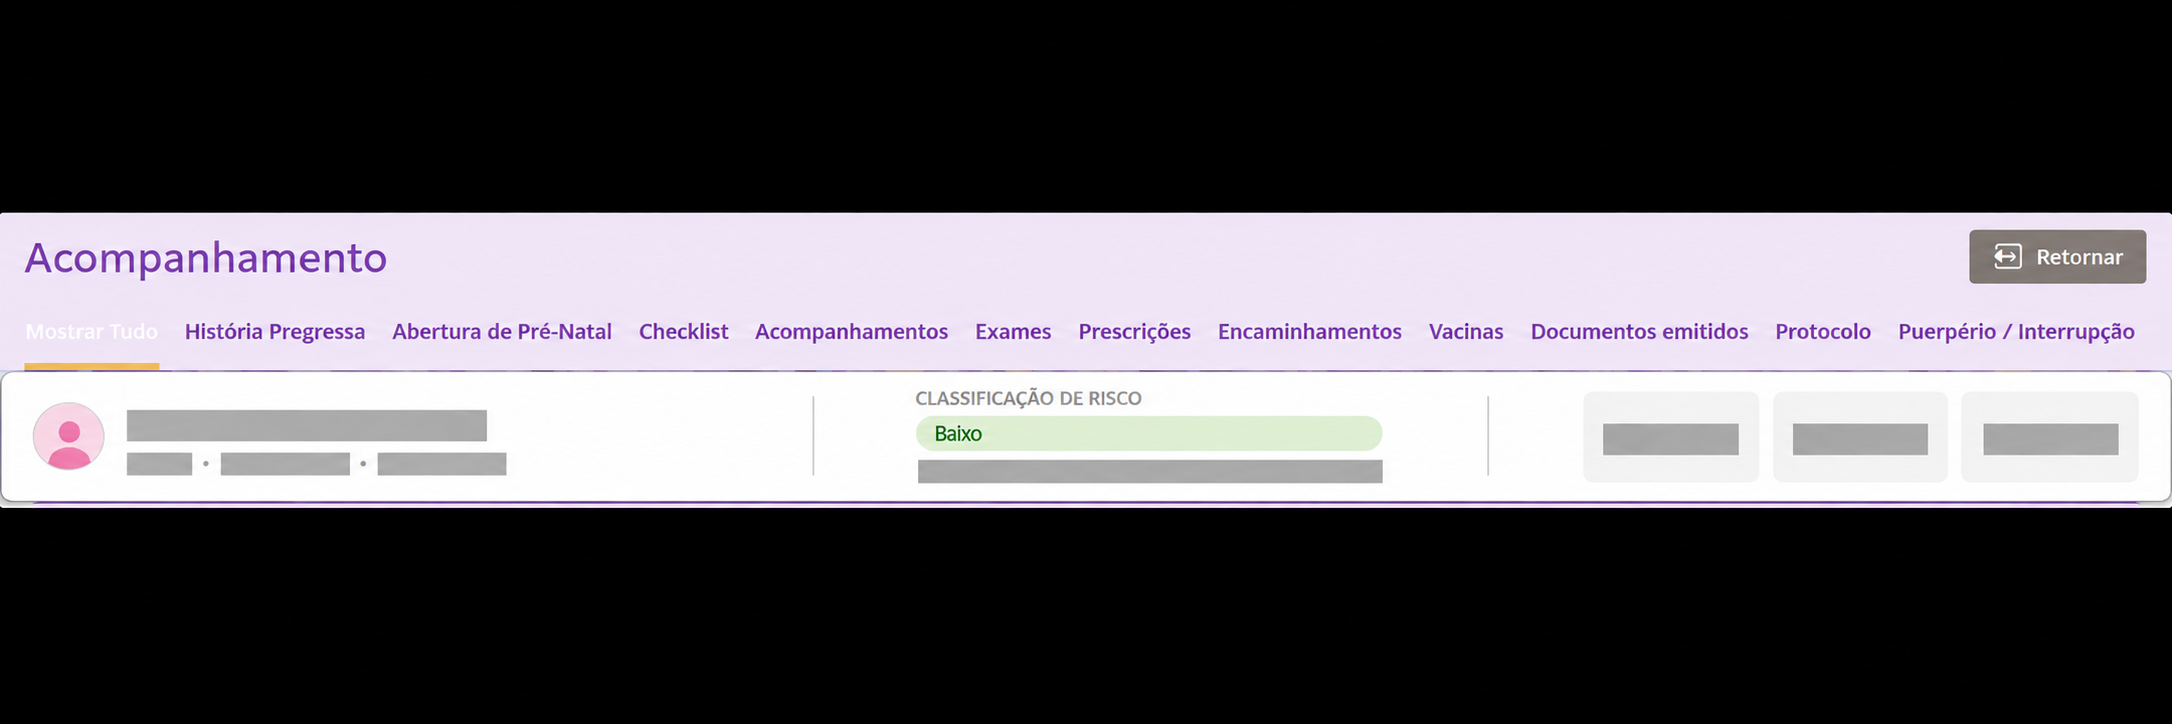 Acompanhamento
Retornar
Mostrar Tudo História Pregressa Abertura de Pré-Natal Checklist Acompanhamentos Exames Prescrições Encaminhamentos Vacinas Documentos emitidos Protocolo Puerpério / Interrupção
CLASSIFICAÇÃO DE RISCO
Baixo